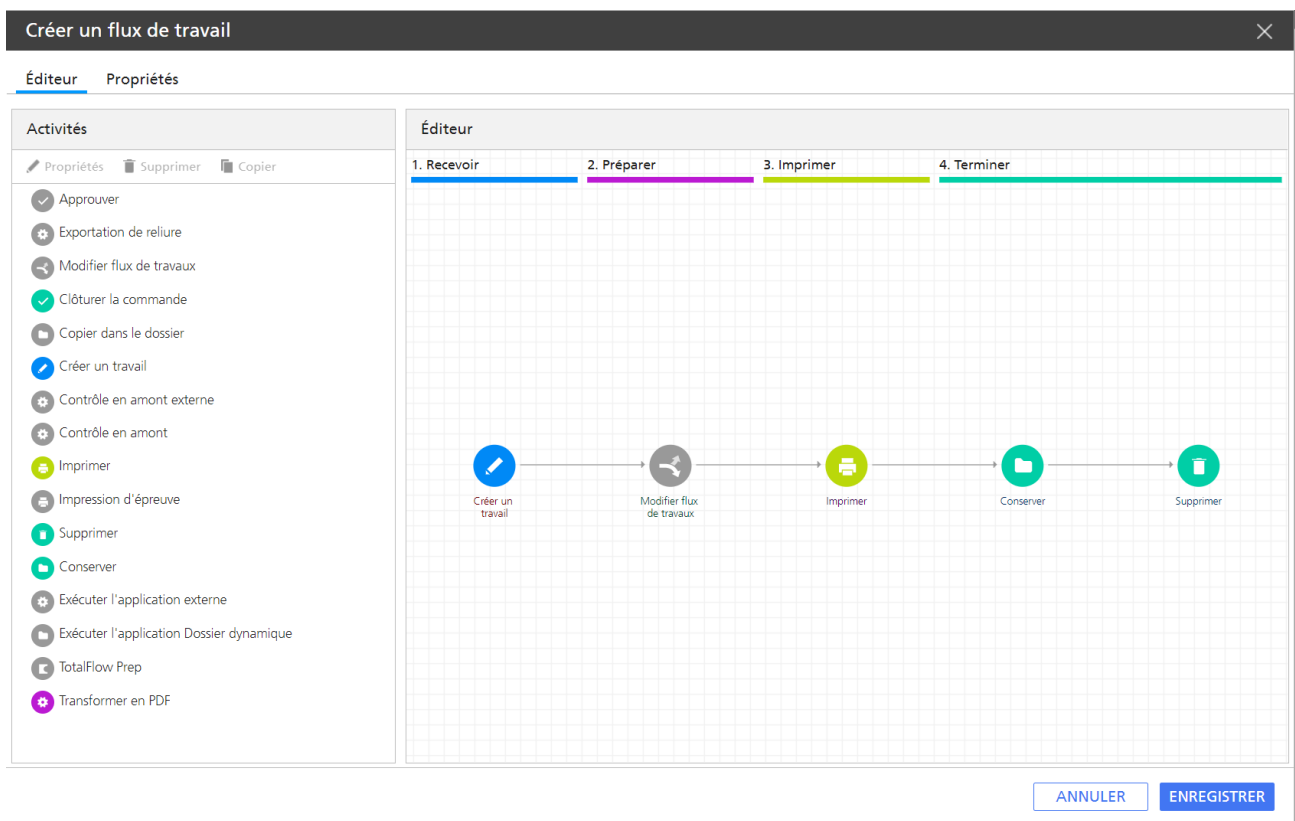 Créer un flux de travail
Éditeur Propriétés
Activités
Propriétés Supprimer Copier
Approuver
Exportation de reliure
Modifier flux de travaux
Clôturer la commande
Copier dans le dossier
Créer un travail
Contrôle en amont externe
Contrôle en amont
Imprimer
Impression d'épreuve
Supprimer
Conserver
Exécuter l'application externe
Exécuter l'application Dossier dynamique
TotalFlow Prep
Transformer en PDF
Éditeur
1. Recevoir 2. Préparer 3. Imprimer 4. Terminer
Créer un
travail
Modifier flux
de travaux
Imprimer
Conserver
Supprimer
ANNULER ENREGISTRER